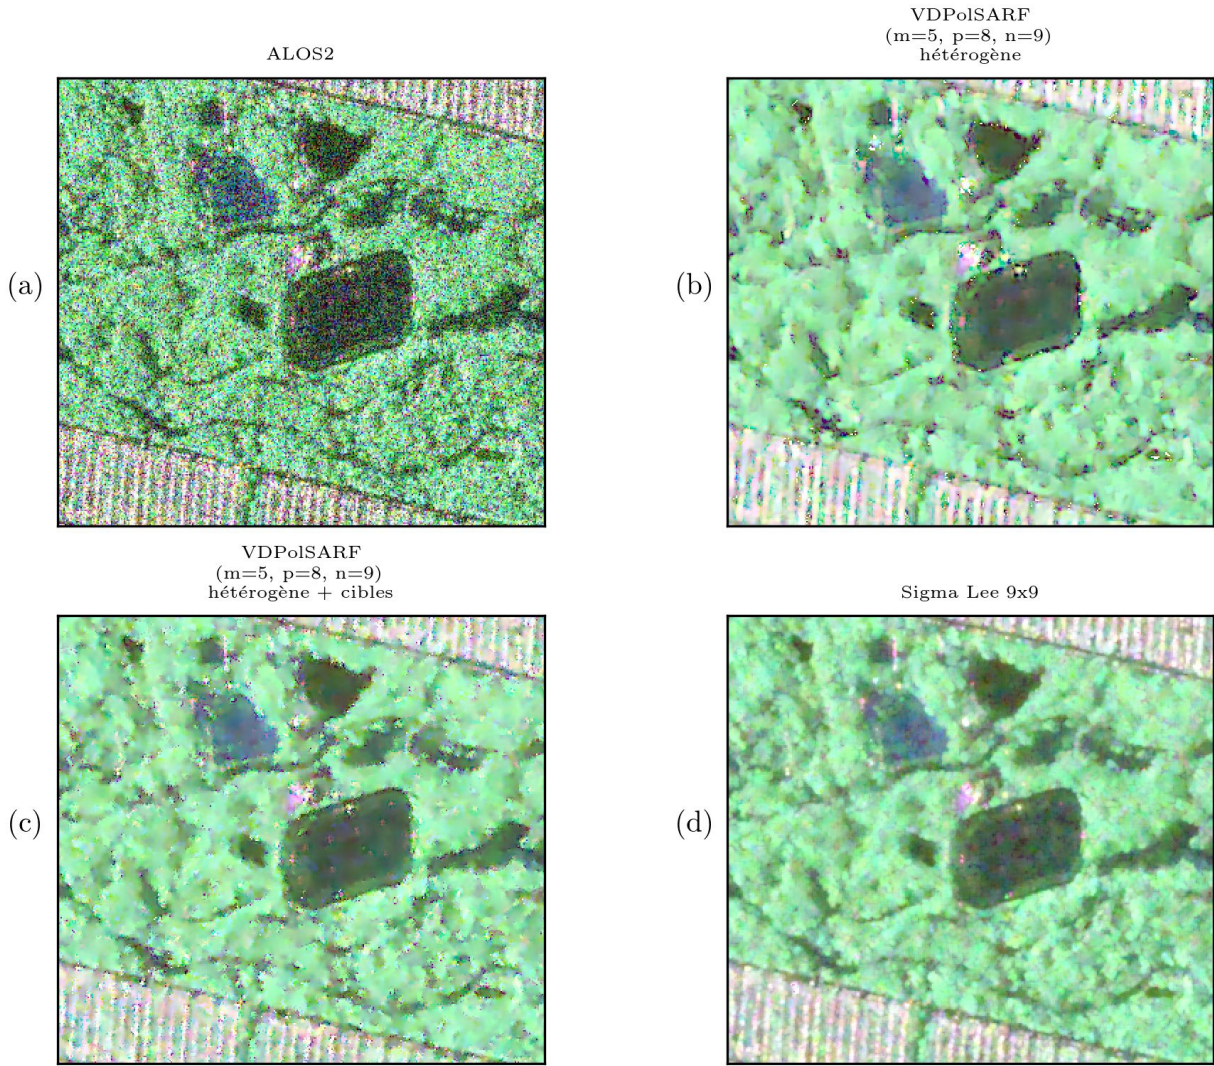 ALOS2
VDPolSARF
(m=5, p=8, n=9)
hétérogène
(a)
(b)
VDPolSARF
(m=5, p=8, n=9)
hétérogène + cibles
Sigma Lee 9x9
(c)
(d)